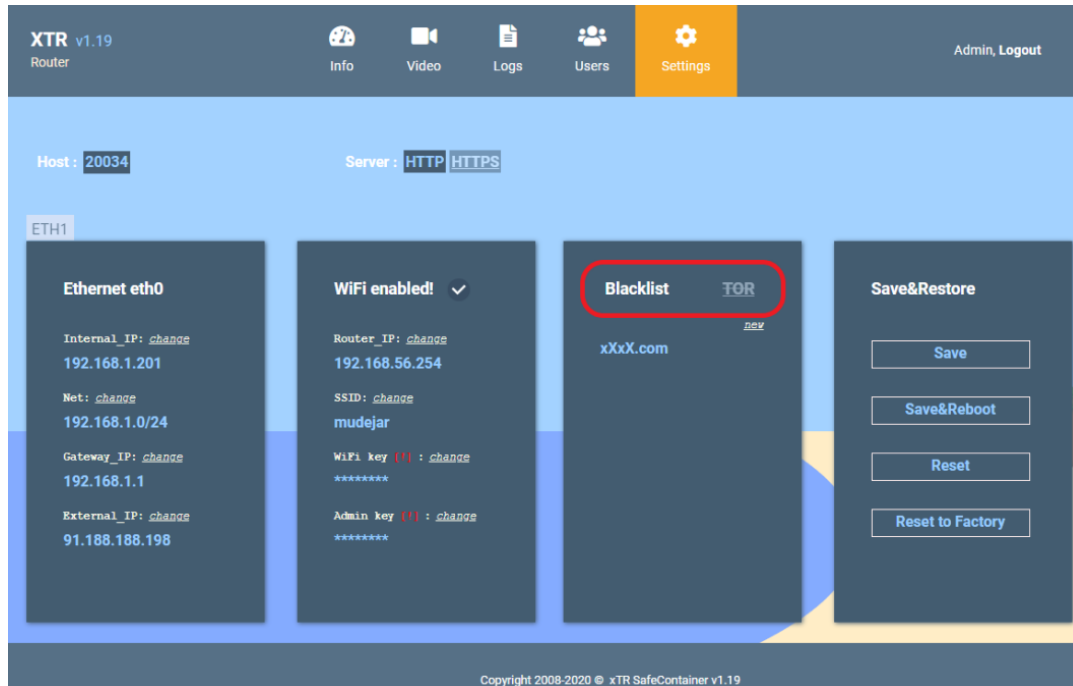 XTR v1.19
Router
Info
Video
Logs
Users
Settings
Admin, Logout
Host : 20034
Server : HTTP HTTPS
ETH1
Ethernet eth0
Internal_IP: change
192.168.1.201
Net: change
192.168.1.0/24
Gateway_IP: change
192.168.1.1
External_IP: change
91.188.188.198
WiFi enabled!
Router_IP: change
192.168.56.254
SSID: change
mudejar
WiFi key [!] : change
********
Admin key [!] : change
********
Blacklist TOR
new
xXxX.com
Save&Restore
Save
Save&Reboot
Reset
Reset to Factory
Copyright 2008-2020 © xTR SafeContainer v1.19